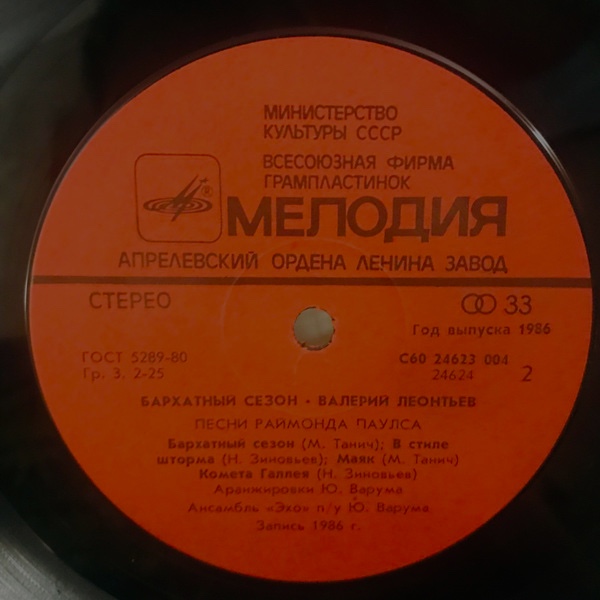 МИНИСТЕРСТВО
КУЛЬТУРЫ СССР
ВСЕСОЮЗНАЯ ФИРМА
ГРАМПЛАСТИНОК
®
МЕЛОДИЯ
АПРЕЛЕВСКИЙ ОРДЕНА ЛЕНИНА ЗАВОД
СТЕРЕО
33
Год выпуска 1986
ГОСТ 5289-80
Гр. 3. 2-25
С60 24623 004
24624
2
БАРХАТНЫЙ СЕЗОН • ВАЛЕРИЙ ЛЕОНТЬЕВ
ПЕСНИ РАЙМОНДА ПАУЛСА
Бархатный сезон (М. Танич); В стиле
шторма (Н. Зиновьев); Маяк (М. Танич)
Комета Галлея (Н. Зиновьев)
Аранжировки Ю. Варума
Ансамбль «Эхо» п/у Ю. Варума
Запись 1986 г.